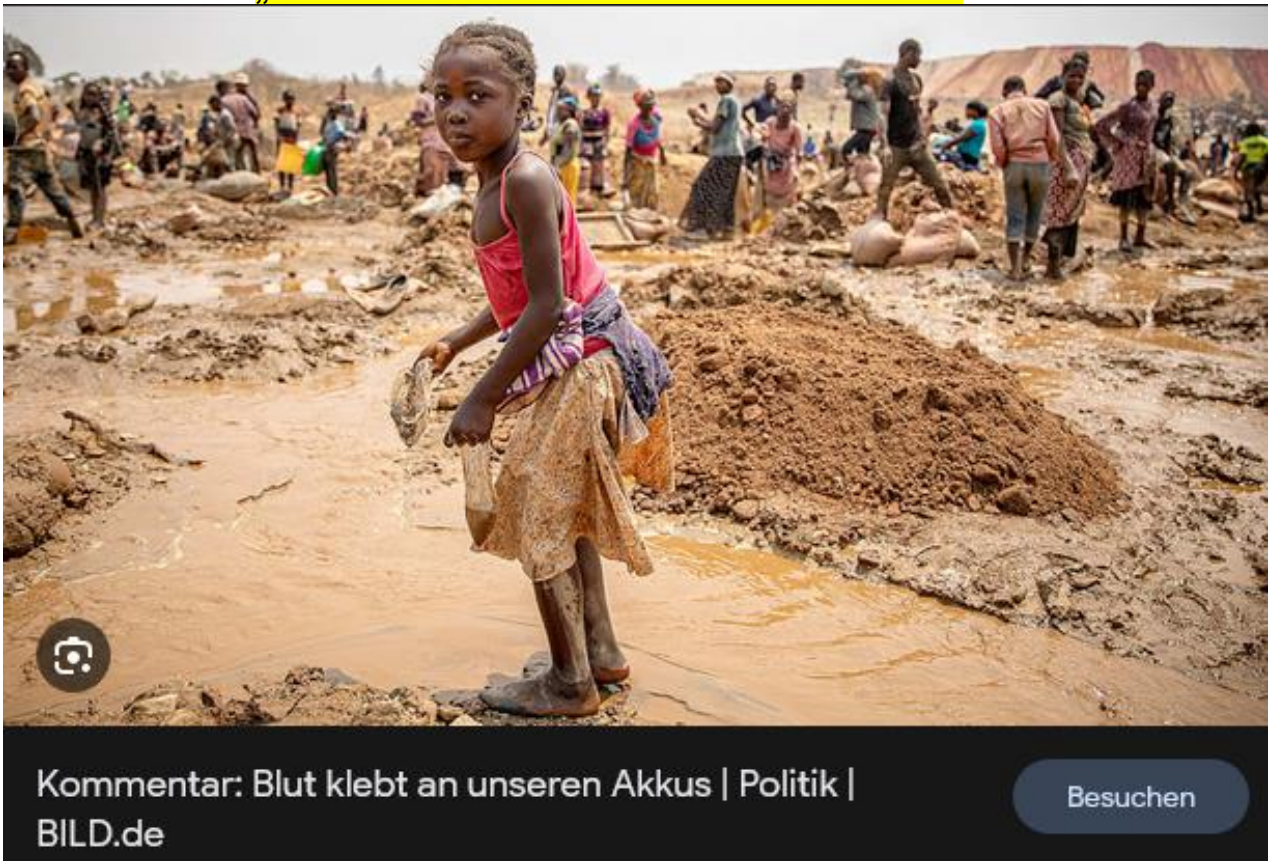 „
Kommentar: Blut klebt an unseren Akkus | Politik |
BILD.de
Besuchen